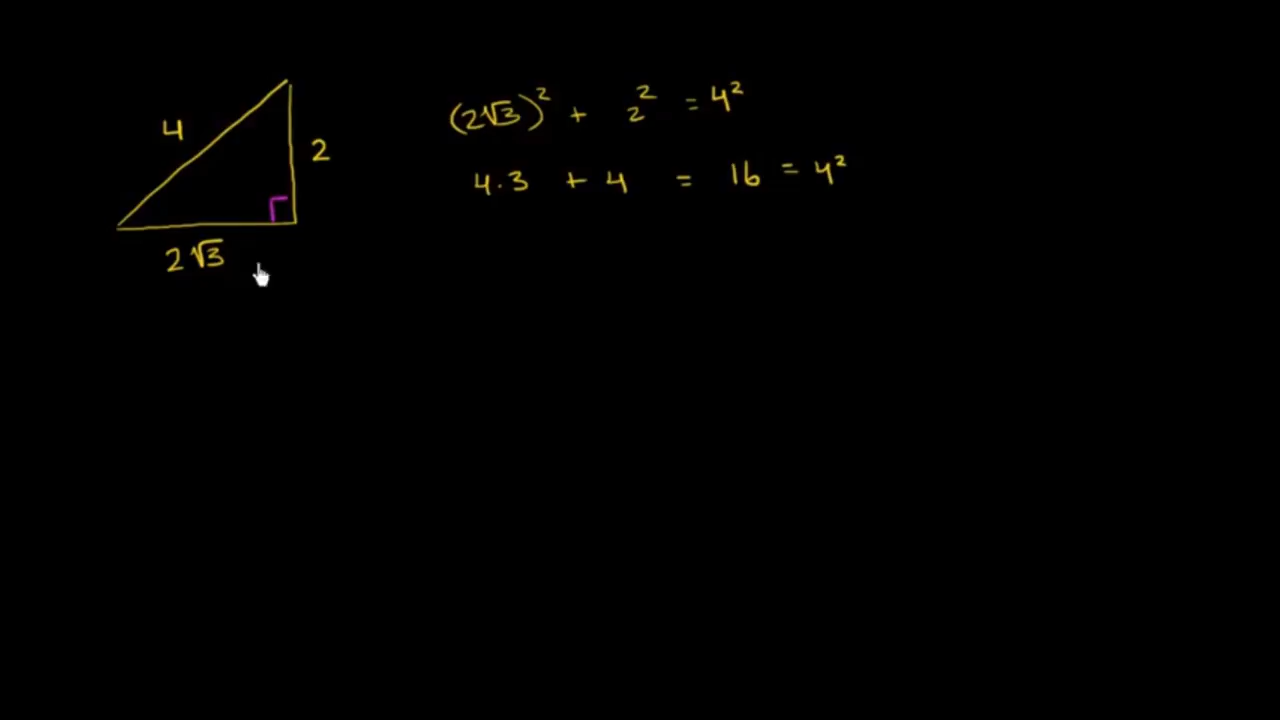 4
2
2√3
(2√3)² + 2² = 4²
4·3 + 4 = 16 = 4²